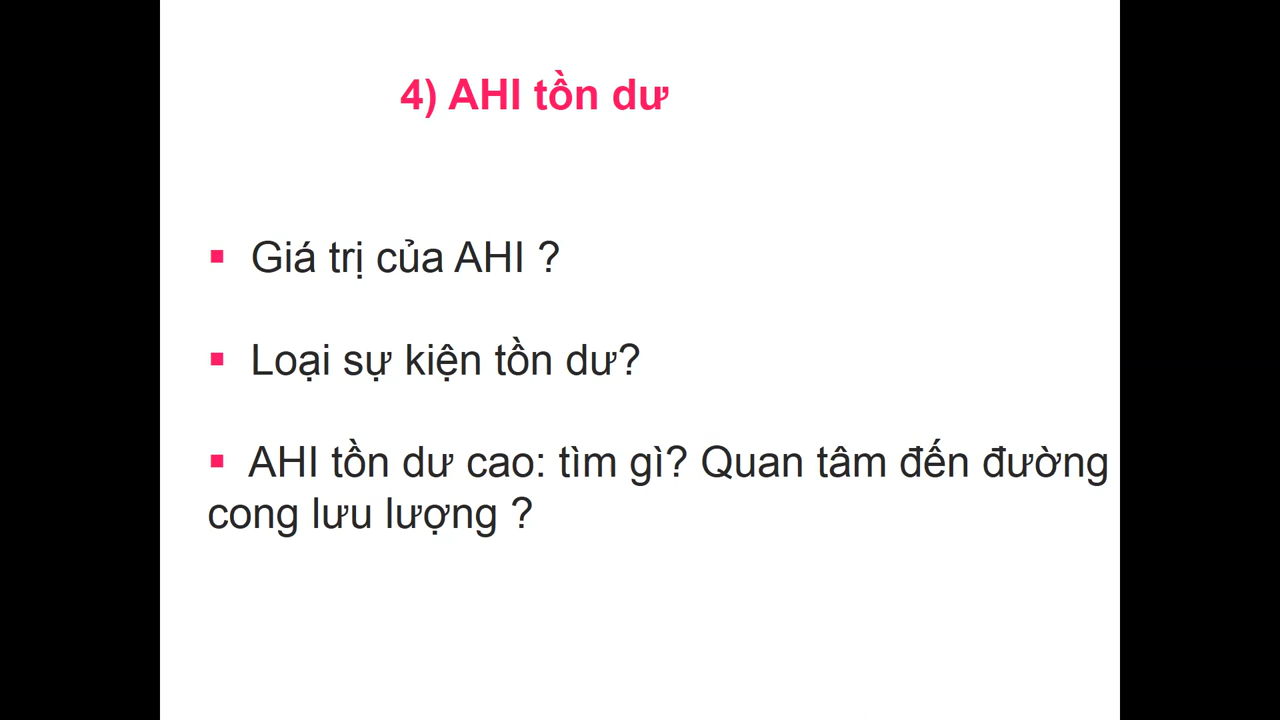 4) AHI tồn dư
▪ Giá trị của AHI ?
▪ Loại sự kiện tồn dư?
▪ AHI tồn dư cao: tìm gì? Quan tâm đến đường
cong lưu lượng ?